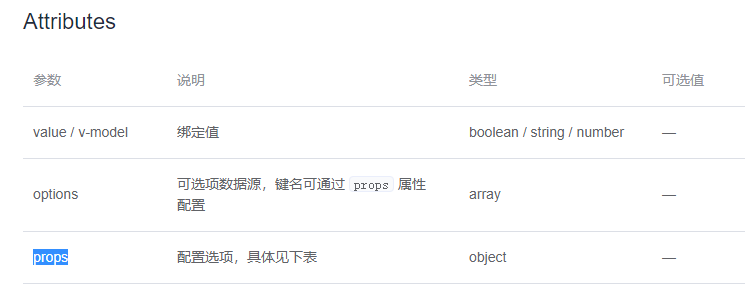 Attributes
参数 说明 类型 可选值
value / v-model 绑定值 boolean / string / number —
options 可选项数据源，键名可通过 props 属性配置 array —
props 配置选项，具体见下表 object —